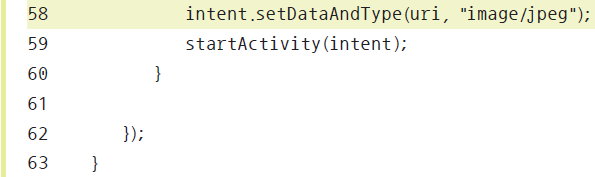 58 intent.setDataAndType(uri, "image/jpeg");
59 startActivity(intent);
60 }
61
62 });
63 }